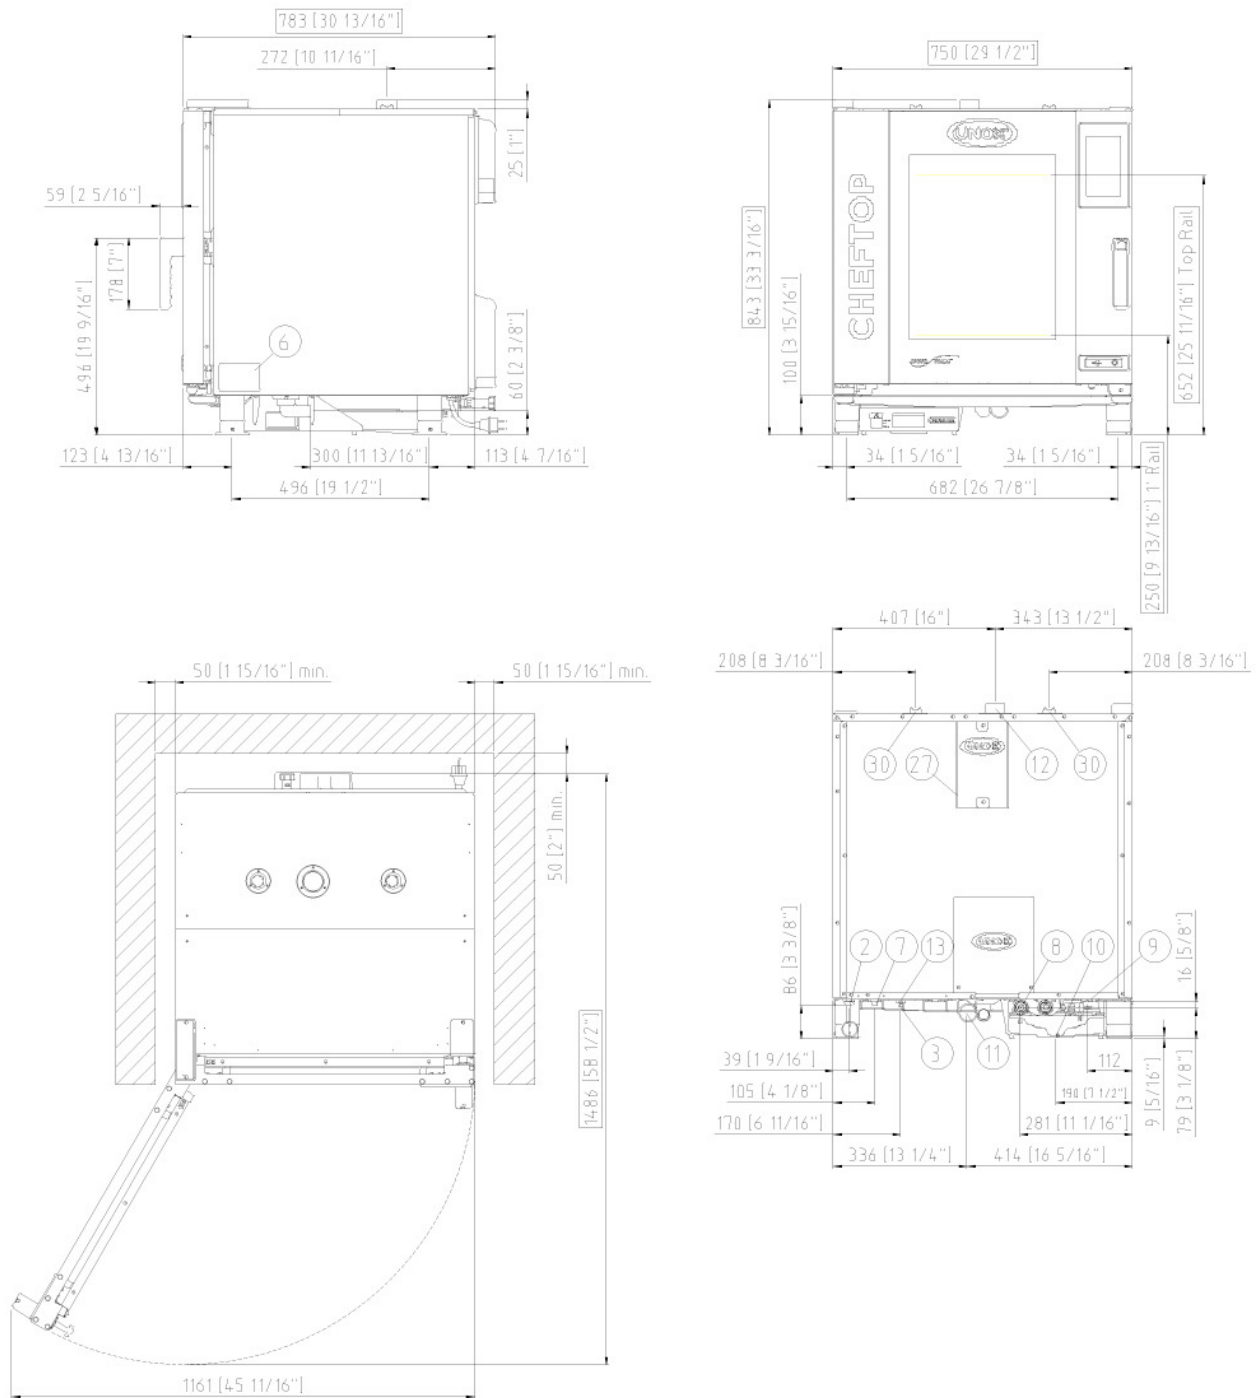 783 [30 13/16"]
272 [10 11/16"]
25 [1"]
59 [2 5/16"]
178 [7"]
496 [19 9/16"]
6
60 [2 3/8"]
123 [4 13/16"]
300 [11 13/16"]
113 [4 7/16"]
496 [19 1/2"]
750 [29 1/2"]
UNOX
CHEFTOP
843 [33 3/16"]
100 [3 15/16"]
652 [25 11/16"] Top Rail
34 [1 5/16"]
34 [1 5/16"]
682 [26 7/8"]
250 [9 13/16"] 1' Rail
50 [1 15/16"] min.
50 [1 15/16"] min.
50 [2"] min.
1486 [58 1/2"]
1161 [45 11/16"]
407 [16"]
343 [13 1/2"]
208 [8 3/16"]
208 [8 3/16"]
UNOX
30
27
12
30
UNOX
86 [3 3/8"]
2
7
13
8
10
9
16 [5/8"]
3
11
39 [1 9/16"]
112
105 [4 1/8"]
190 [7 1/2"]
170 [6 11/16"]
281 [11 1/16"]
9 [5/16"]
79 [3 1/8"]
336 [13 1/4"]
414 [16 5/16"]